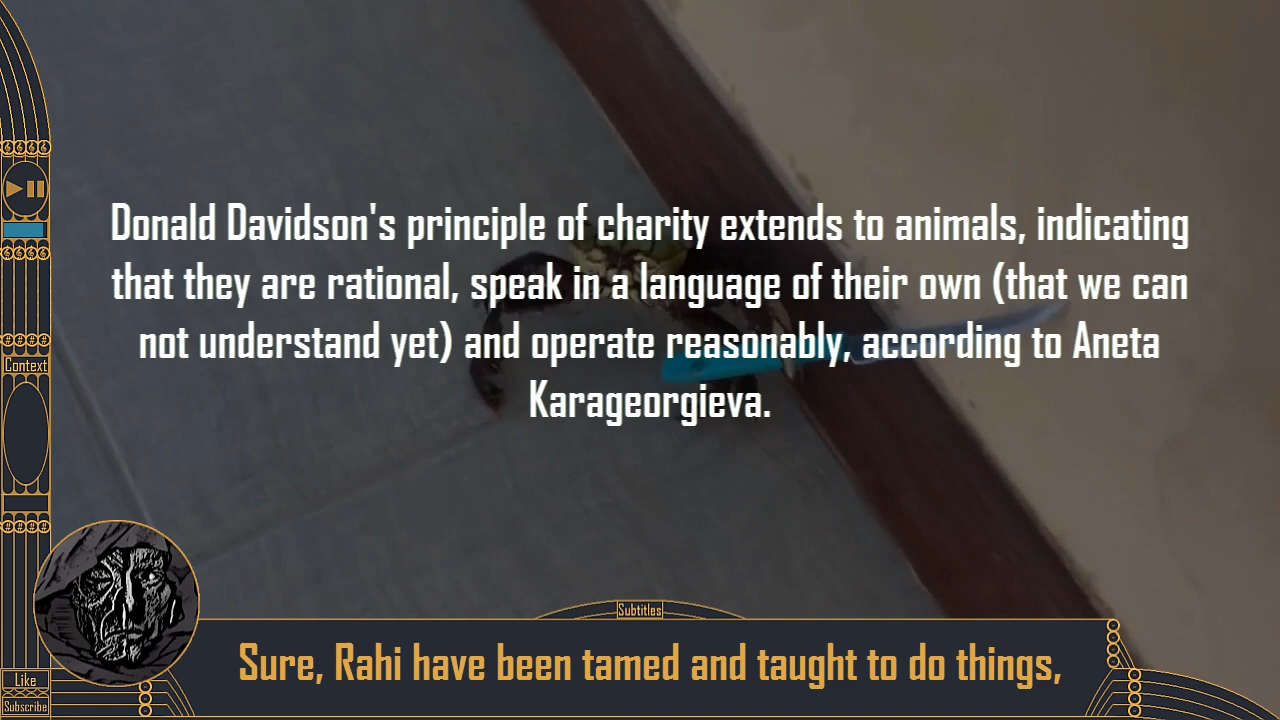 Donald Davidson's principle of charity extends to animals, indicating
that they are rational, speak in a language of their own (that we can
not understand yet) and operate reasonably, according to Aneta
Karageorgieva.
Context
Subtitles
Sure, Rahi have been tamed and taught to do things,
Like
Subscribe